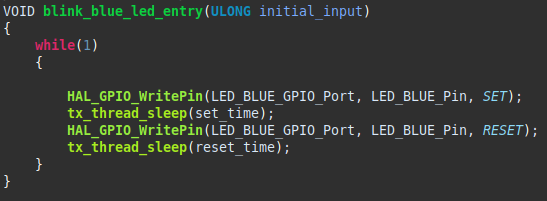 VOID blink_blue_led_entry(ULONG initial_input)
{
    while(1)
    {

        HAL_GPIO_WritePin(LED_BLUE_GPIO_Port, LED_BLUE_Pin, SET);
        tx_thread_sleep(set_time);
        HAL_GPIO_WritePin(LED_BLUE_GPIO_Port, LED_BLUE_Pin, RESET);
        tx_thread_sleep(reset_time);
    }
}